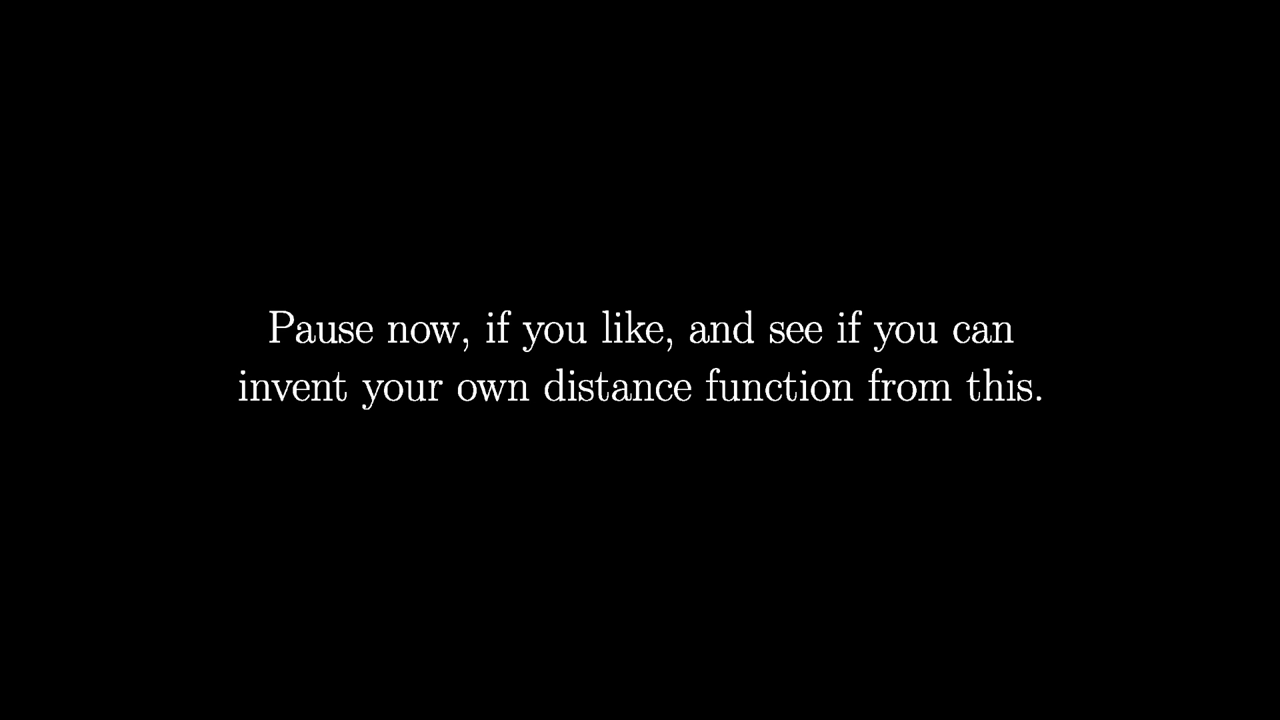 Pause now, if you like, and see if you can
invent your own distance function from this.